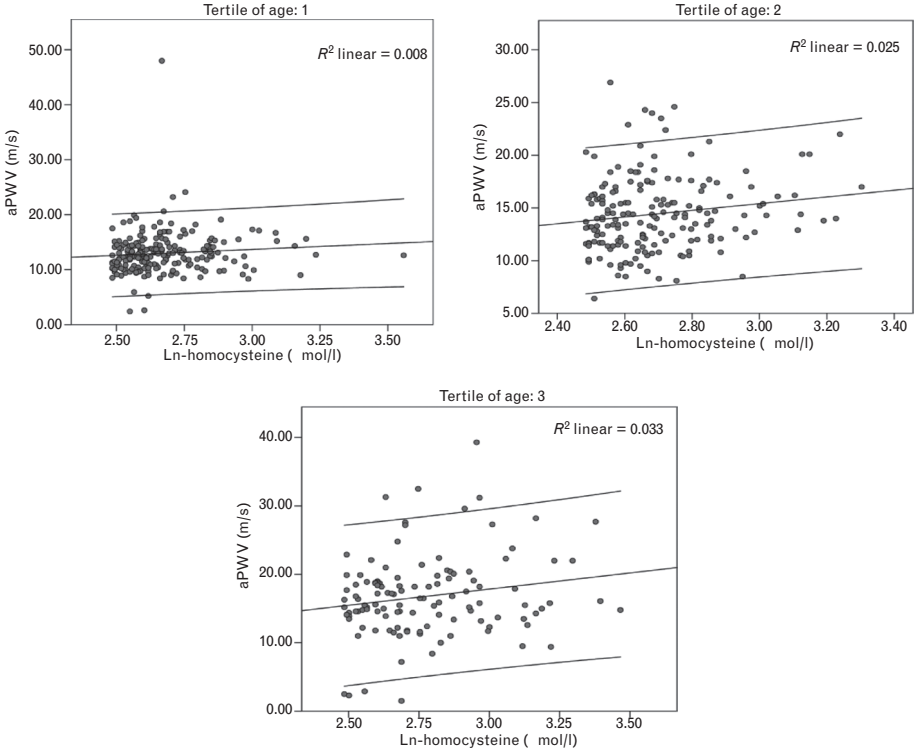 Tertile of age: 1
R² linear = 0.008
aPWV (m/s)
50.00
40.00
30.00
20.00
10.00
0.00
2.50 2.75 3.00 3.25 3.50
Ln-homocysteine ( mol/l)
Tertile of age: 2
R² linear = 0.025
aPWV (m/s)
30.00
25.00
20.00
15.00
10.00
5.00
2.40 2.60 2.80 3.00 3.20 3.40
Ln-homocysteine ( mol/l)
Tertile of age: 3
R² linear = 0.033
aPWV (m/s)
40.00
30.00
20.00
10.00
0.00
2.50 2.75 3.00 3.25 3.50
Ln-homocysteine ( mol/l)